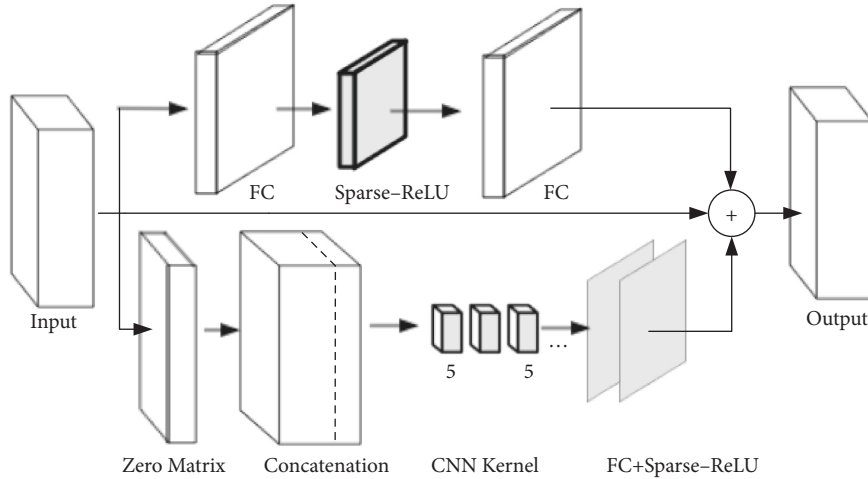 FC
Sparse–ReLU
FC
+
Input
Output
...
5
5
Zero Matrix
Concatenation
CNN Kernel
FC+Sparse–ReLU